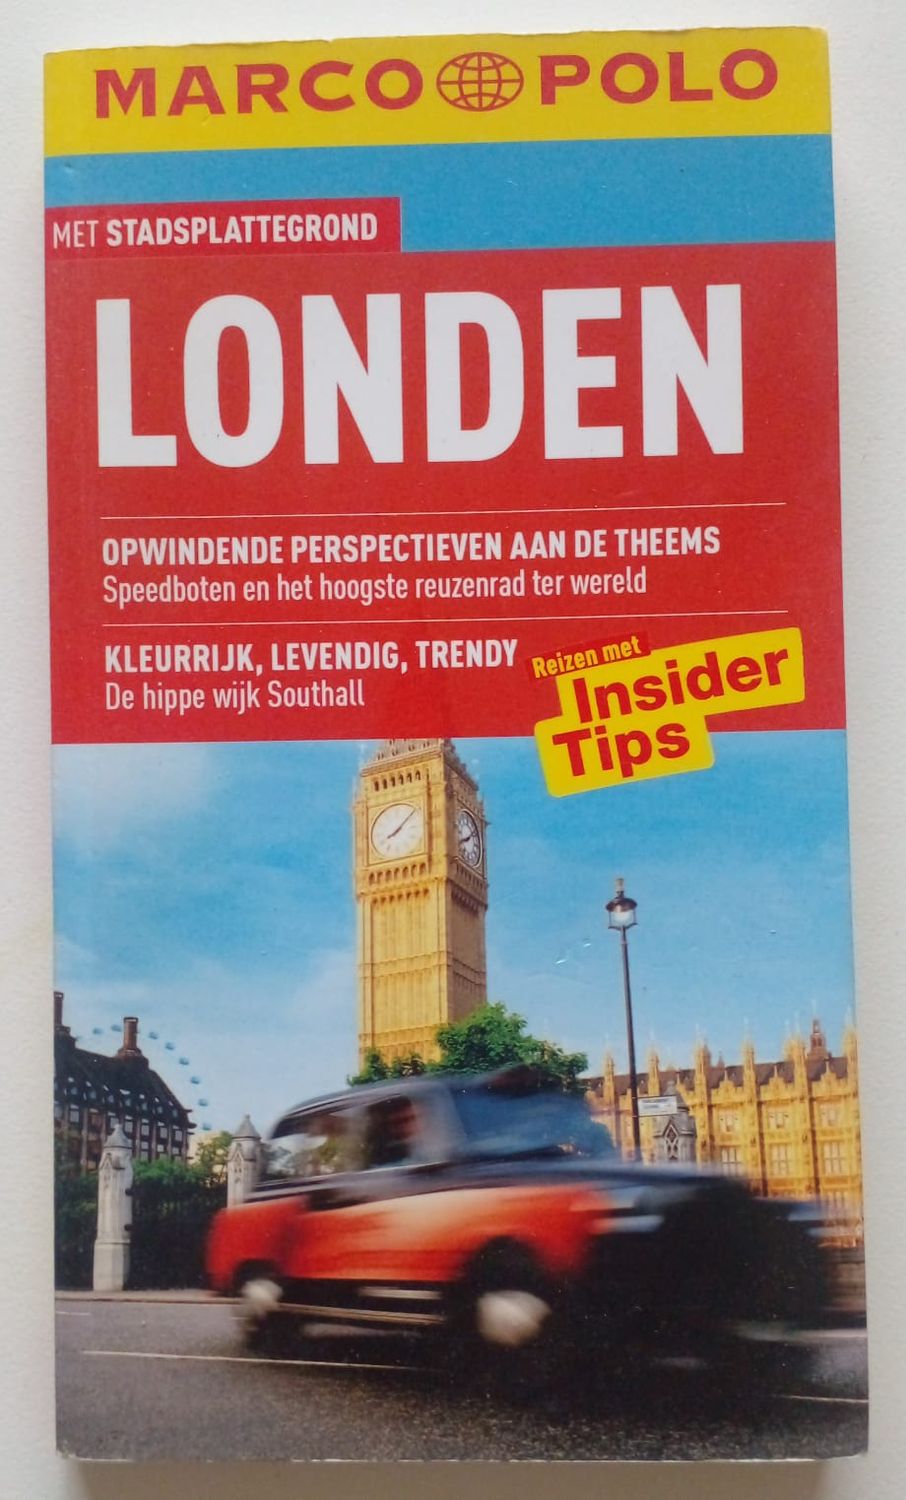 MARCO POLO
MET STADSPLATTEGROND
LONDEN
OPWINDENDE PERSPECTIEVEN AAN DE THEEMS
Speedboten en het hoogste reuzenrad ter wereld
KLEURRIJK, LEVENDIG, TRENDY
De hippe wijk Southall
Reizen met
Insider
Tips